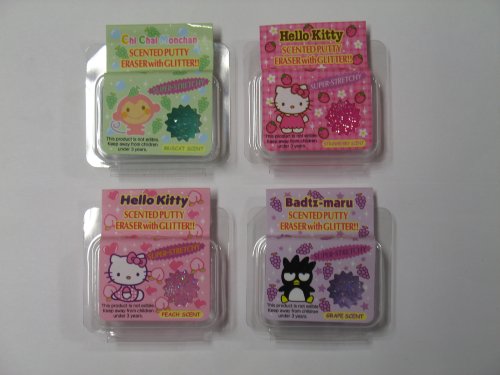 Chi Chai Monchan
SCENTED PUTTY
ERASER with GLITTER!!
SUPER-STRETCHY
This product is not edible.
Keep away from children
under 3 years.
MUSCAT SCENT
Hello Kitty
SCENTED PUTTY
ERASER with GLITTER!!
SUPER-STRETCHY
This product is not edible.
Keep away from children
under 3 years.
STRAWBERRY SCENT
Hello Kitty
SCENTED PUTTY
ERASER with GLITTER!!
SUPER-STRETCHY
This product is not edible.
Keep away from children
under 3 years.
PEACH SCENT
Badtz-maru
SCENTED PUTTY
ERASER with GLITTER!!
SUPER-STRETCHY
This product is not edible.
Keep away from children
under 3 years.
GRAPE SCENT